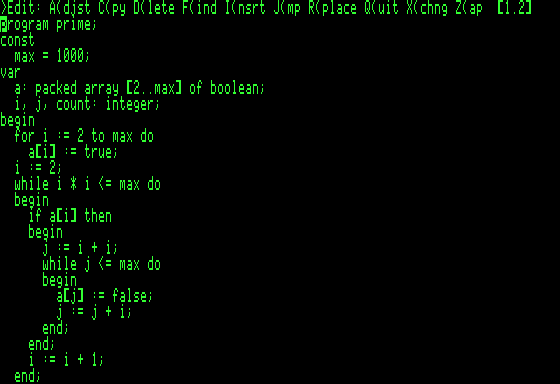 >Edit: A(djst C(py D(lete F(ind I(nsrt J(mp R(place Q(uit X(chng Z(ap [1.2]
program prime;
const
  max = 1000;
var
  a: packed array [2..max] of boolean;
  i, j, count: integer;
begin
  for i := 2 to max do
    a[i] := true;
  i := 2;
  while i * i <= max do
  begin
    if a[i] then
    begin
      j := i + i;
      while j <= max do
      begin
        a[j] := false;
        j := j + i;
      end;
    end;
    i := i + 1;
  end;